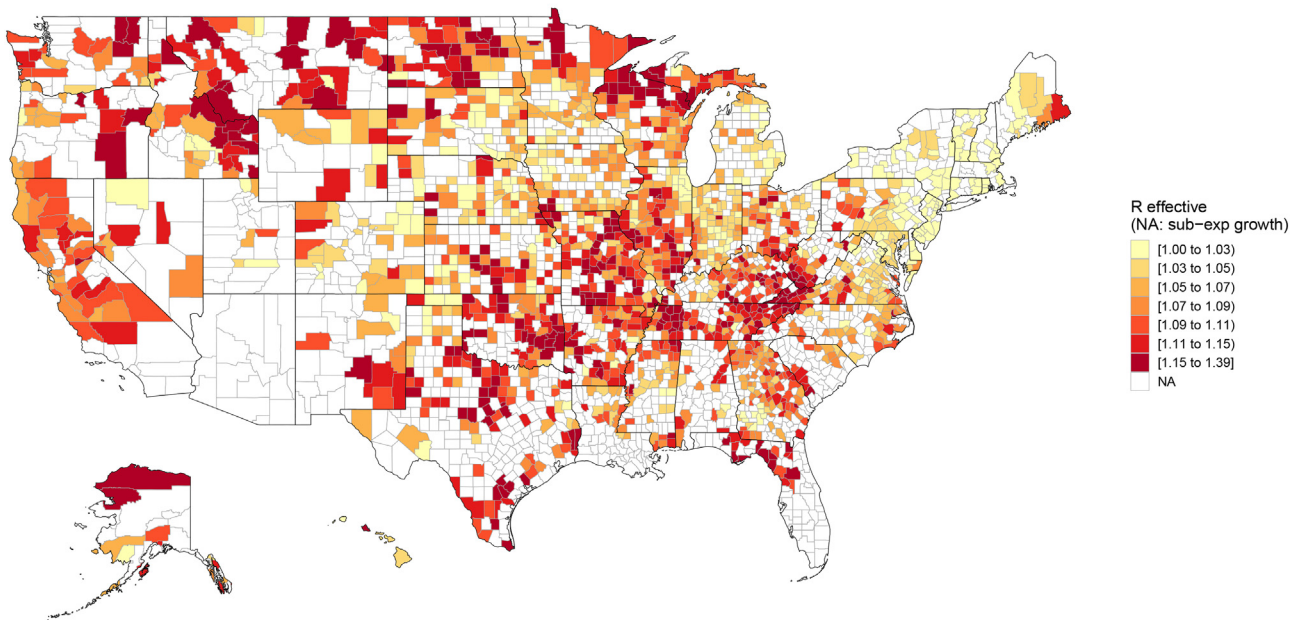 R effective
(NA: sub−exp growth)
[1.00 to 1.03)
[1.03 to 1.05)
[1.05 to 1.07)
[1.07 to 1.09)
[1.09 to 1.11)
[1.11 to 1.15)
[1.15 to 1.39]
NA